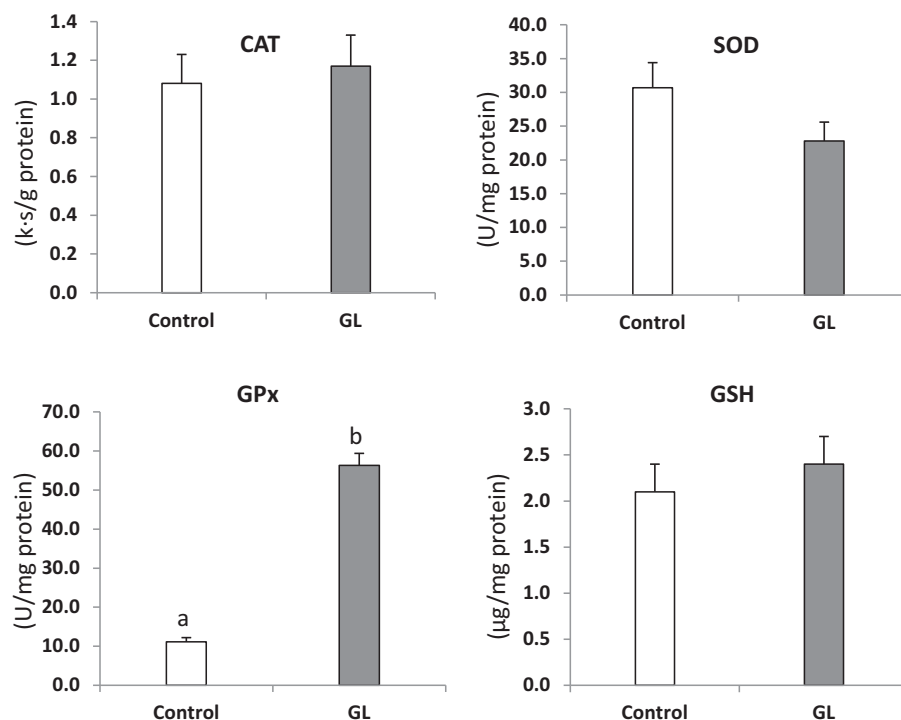 CAT
(k·s/g protein)
1.4
1.2
1.0
0.8
0.6
0.4
0.2
0.0
Control GL
SOD
(U/mg protein)
40.0
35.0
30.0
25.0
20.0
15.0
10.0
5.0
0.0
Control GL
GPx
(U/mg protein)
70.0
60.0
50.0
40.0
30.0
20.0
10.0
0.0
a
b
Control GL
GSH
(µg/mg protein)
3.0
2.5
2.0
1.5
1.0
0.5
0.0
Control GL